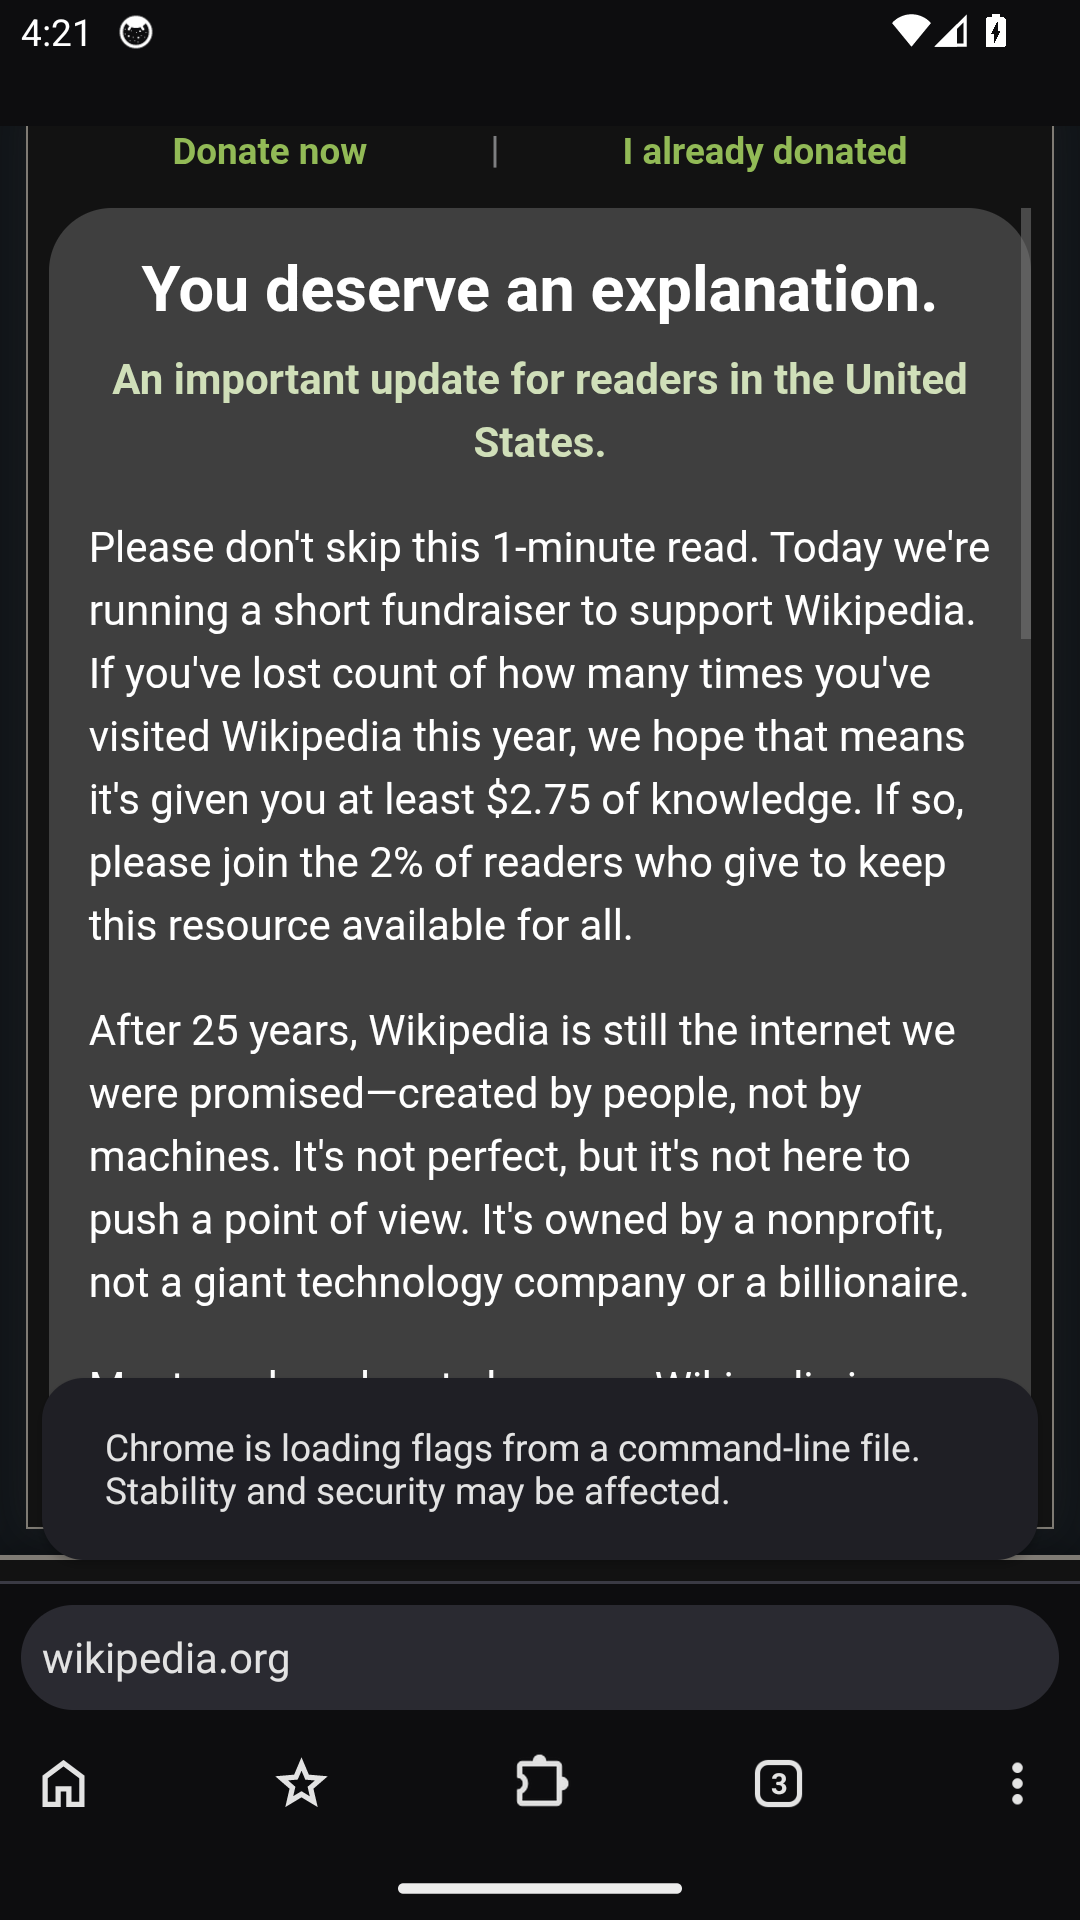 4:21
Donate now | I already donated
You deserve an explanation.
An important update for readers in the United
States.
Please don't skip this 1-minute read. Today we're
running a short fundraiser to support Wikipedia.
If you've lost count of how many times you've
visited Wikipedia this year, we hope that means
it's given you at least $2.75 of knowledge. If so,
please join the 2% of readers who give to keep
this resource available for all.
After 25 years, Wikipedia is still the internet we
were promised—created by people, not by
machines. It's not perfect, but it's not here to
push a point of view. It's owned by a nonprofit,
not a giant technology company or a billionaire.
Chrome is loading flags from a command-line file.
Stability and security may be affected.
wikipedia.org
3